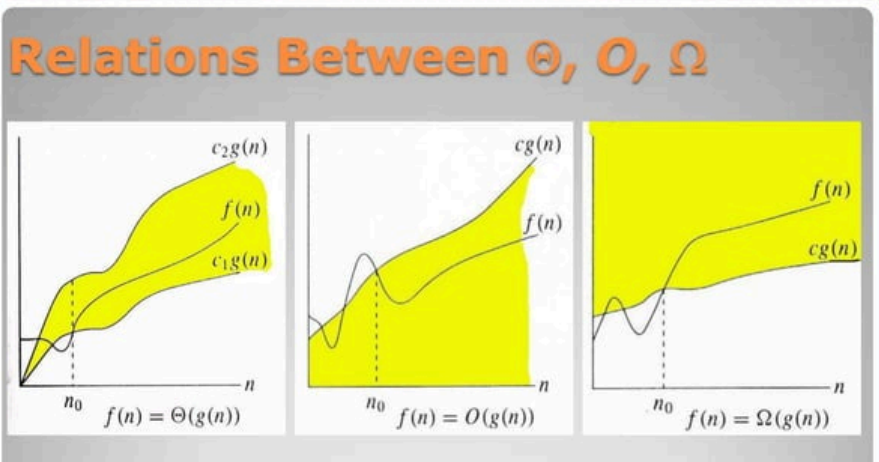 Relations Between Θ, O, Ω
c₂g(n)
f(n)
c₁g(n)
n
n₀
f(n) = Θ(g(n))
cg(n)
f(n)
n
n₀
f(n) = O(g(n))
f(n)
cg(n)
n
n₀
f(n) = Ω(g(n))